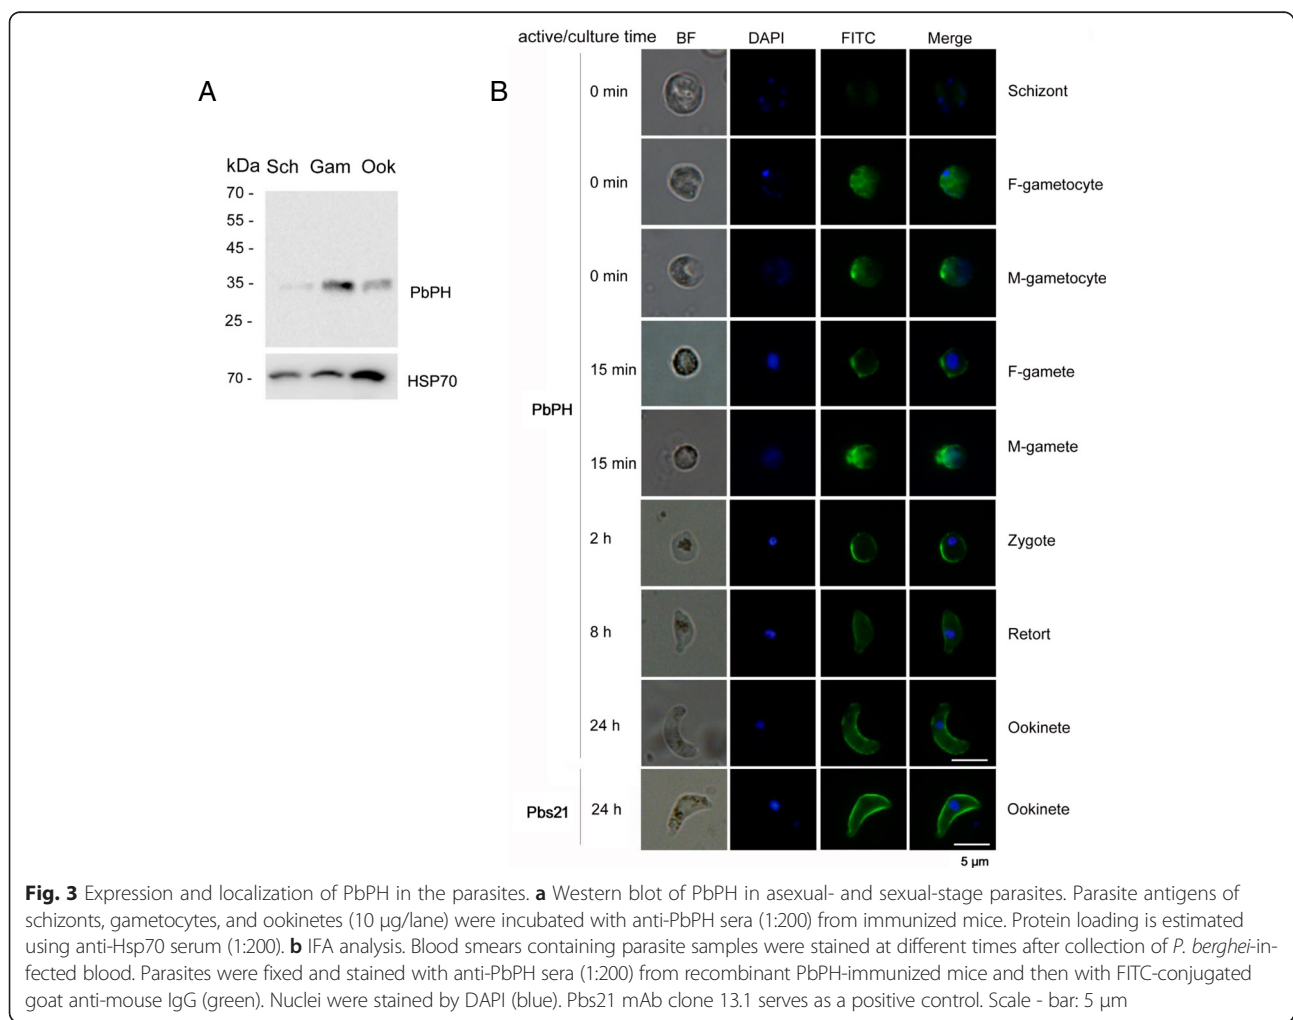 active/culture time BF DAPI FITC Merge
A
B
0 min Schizont
kDa Sch Gam Ook
70 -
55 -
45 -
35 -
25 -
PbPH
70 -
HSP70
0 min F-gametocyte
0 min M-gametocyte
15 min F-gamete
PbPH
15 min M-gamete
2 h Zygote
8 h Retort
24 h Ookinete
Pbs21 24 h Ookinete
5 µm
Fig. 3 Expression and localization of PbPH in the parasites. a Western blot of PbPH in asexual- and sexual-stage parasites. Parasite antigens of
schizonts, gametocytes, and ookinetes (10 μg/lane) were incubated with anti-PbPH sera (1:200) from immunized mice. Protein loading is estimated
using anti-Hsp70 serum (1:200). b IFA analysis. Blood smears containing parasite samples were stained at different times after collection of P. berghei-in-
fected blood. Parasites were fixed and stained with anti-PbPH sera (1:200) from recombinant PbPH-immunized mice and then with FITC-conjugated
goat anti-mouse IgG (green). Nuclei were stained by DAPI (blue). Pbs21 mAb clone 13.1 serves as a positive control. Scale - bar: 5 μm